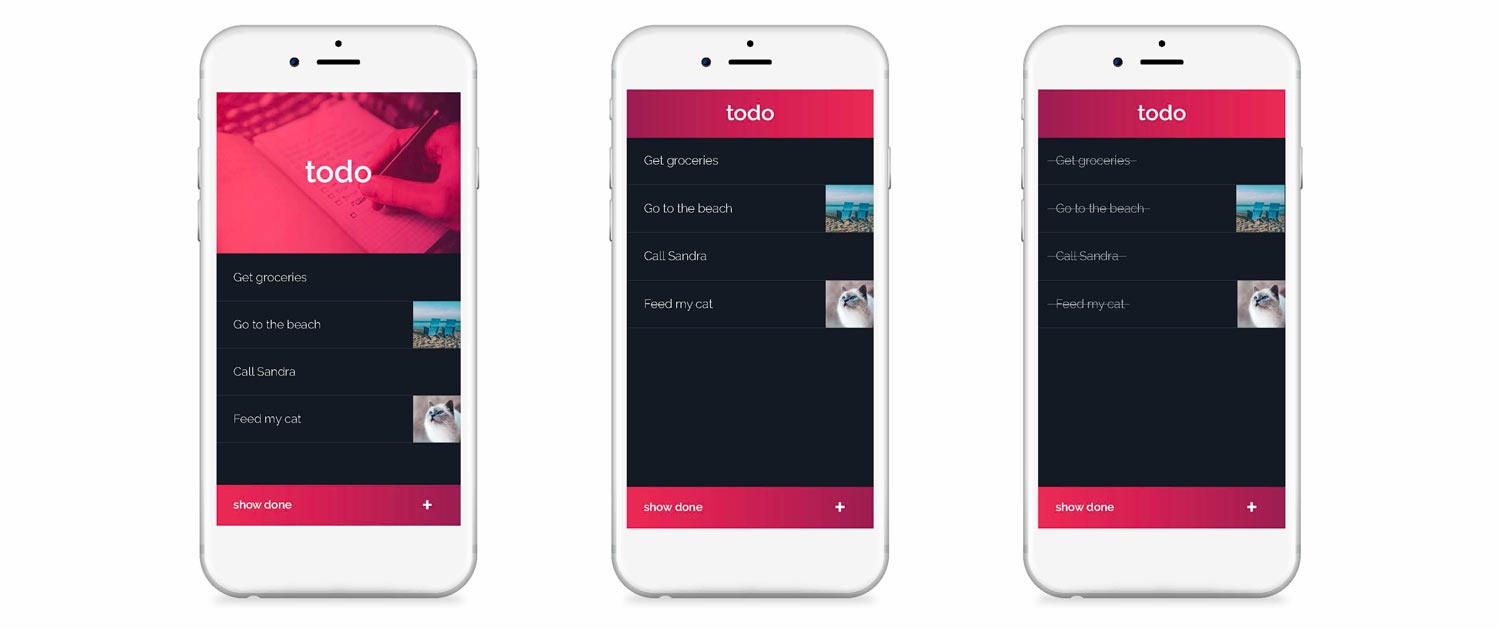 todo
Get groceries
Go to the beach
Call Sandra
Feed my cat
show done +
todo
Get groceries
Go to the beach
Call Sandra
Feed my cat
show done +
todo
Get groceries
Go to the beach
Call Sandra
Feed my cat
show done +